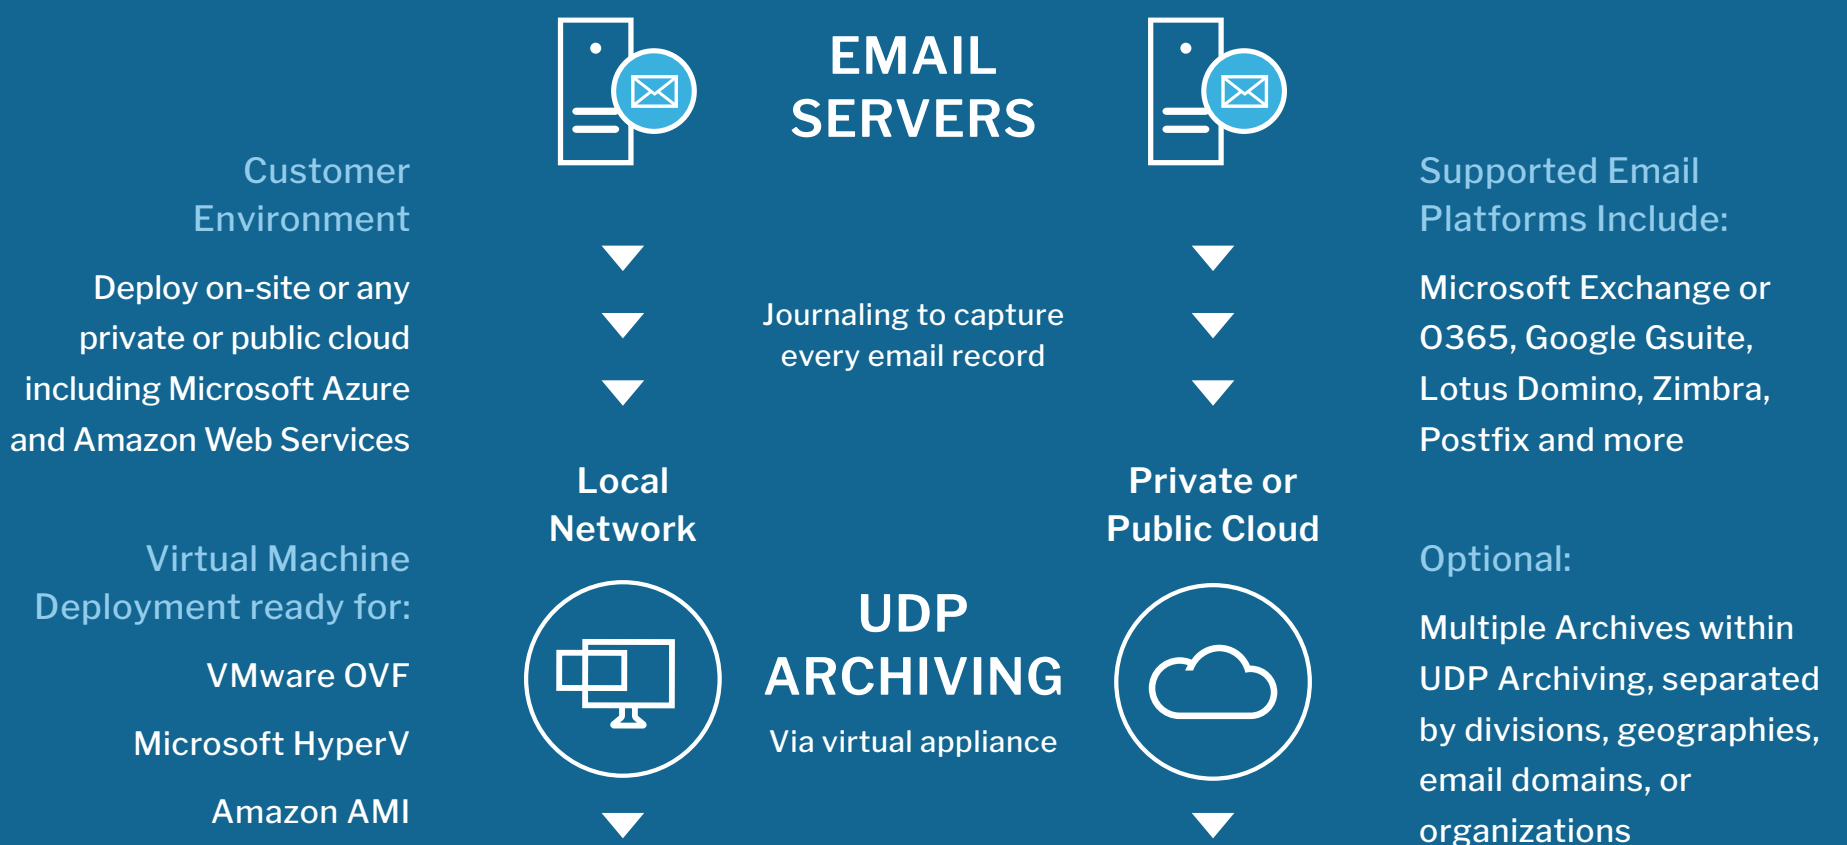 EMAIL
SERVERS
Customer
Environment
Deploy on-site or any
private or public cloud
including Microsoft Azure
and Amazon Web Services
Journaling to capture
every email record
Supported Email
Platforms Include:
Microsoft Exchange or
O365, Google Gsuite,
Lotus Domino, Zimbra,
Postfix and more
Local
Network
Private or
Public Cloud
Virtual Machine
Deployment ready for:
VMware OVF
Microsoft HyperV
Amazon AMI
UDP
ARCHIVING
Via virtual appliance
Optional:
Multiple Archives within
UDP Archiving, separated
by divisions, geographies,
email domains, or
organizations